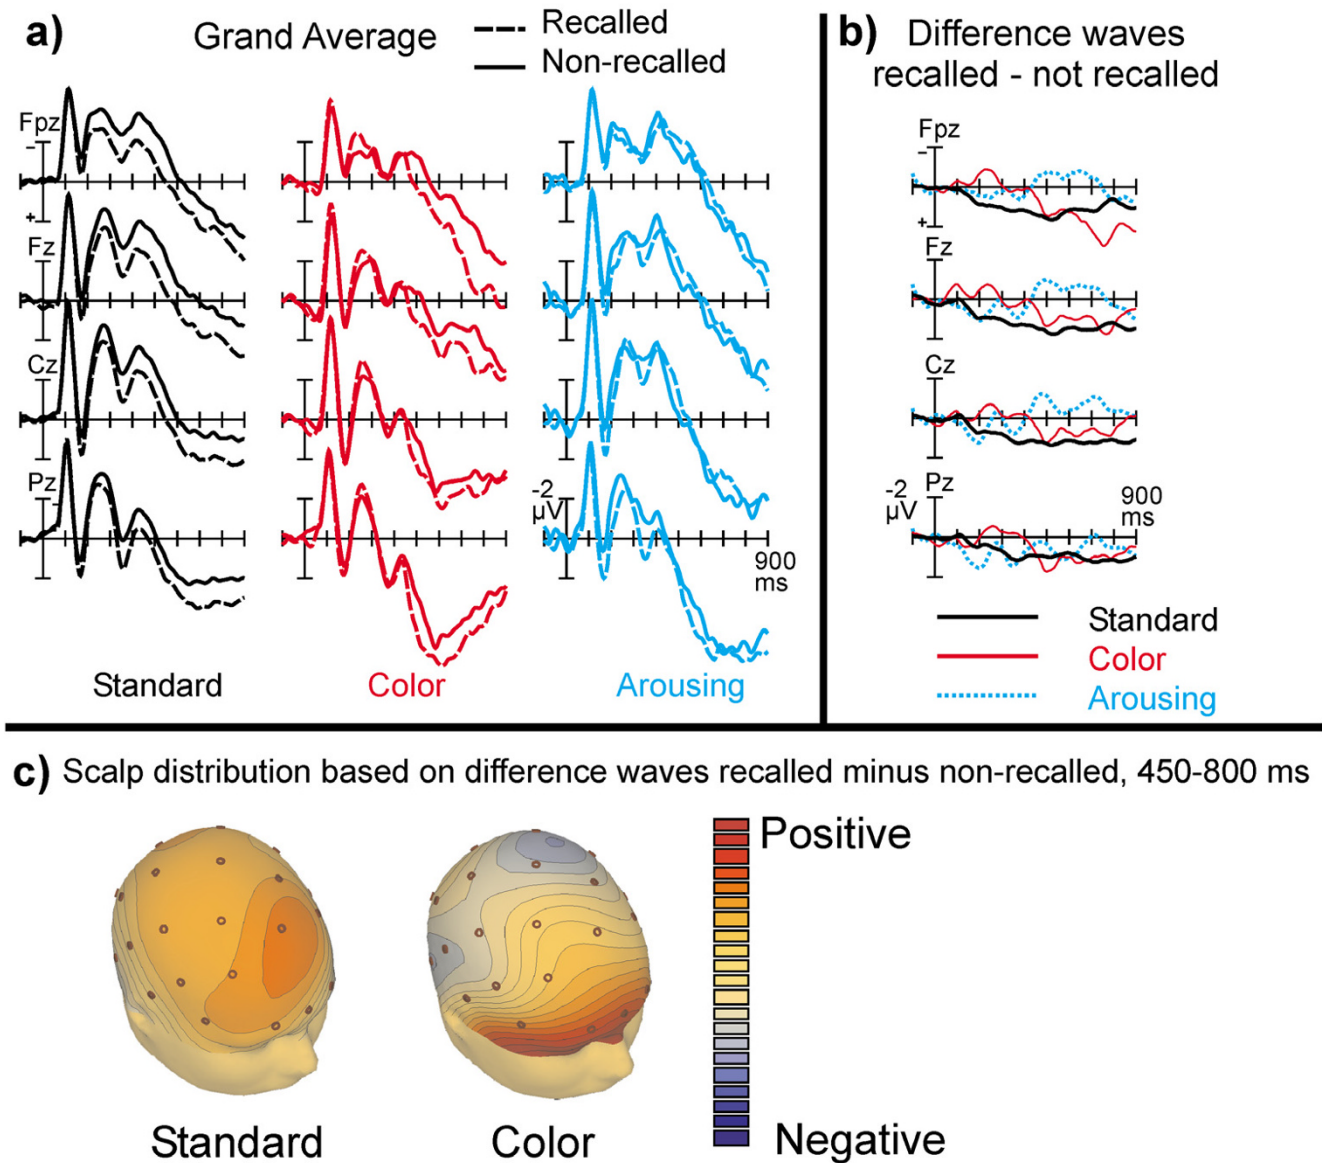 a)
Grand Average
Recalled
Non-recalled
Fpz
-
+
Fz
Cz
Pz
-2
µV
900
ms
Standard
Color
Arousing
b)
Difference waves
recalled - not recalled
Fpz
-
+
Fz
Cz
Pz
-2
µV
900
ms
Standard
Color
Arousing
c) Scalp distribution based on difference waves recalled minus non-recalled, 450-800 ms
Positive
Negative
Standard
Color